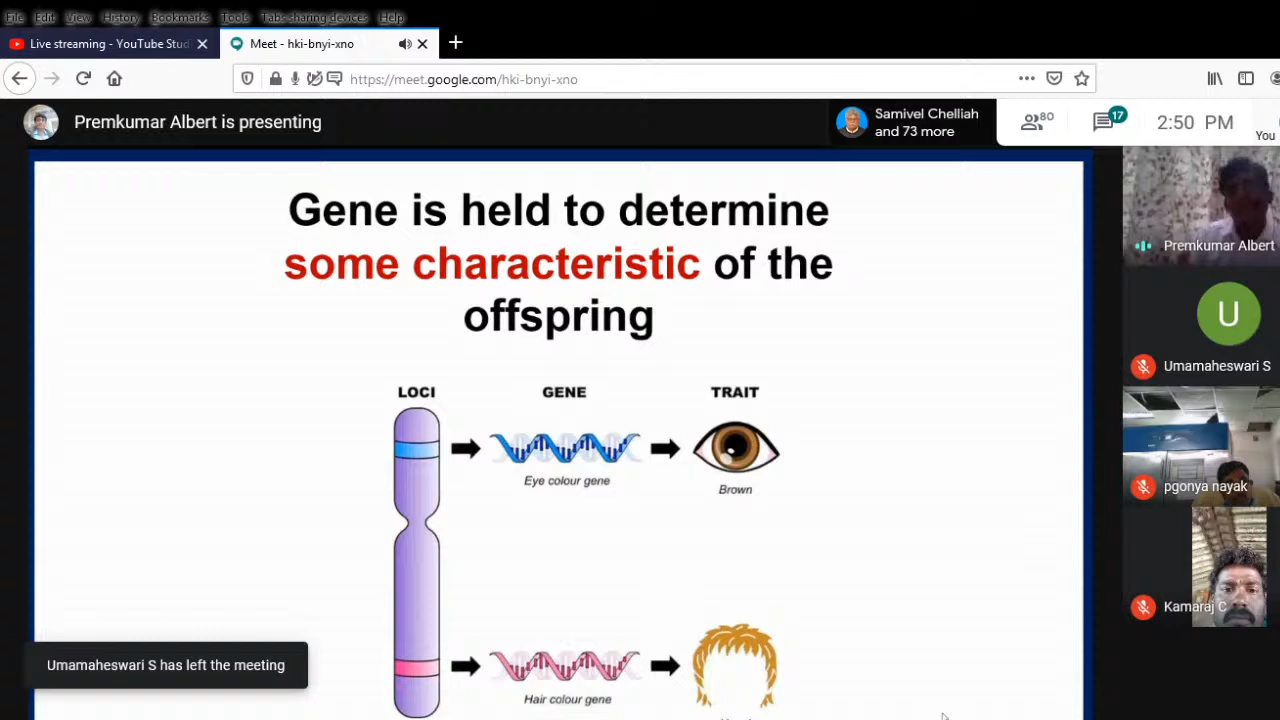 File Edit View History Bookmarks Tools Tabs sharing devices Help
Live streaming - YouTube Stud
Meet - hki-bnyi-xno
https://meet.google.com/hki-bnyi-xno
Premkumar Albert is presenting
Samivel Chelliah
and 73 more
80
17
2:50 PM
You
Gene is held to determine
some characteristic of the
offspring
LOCI GENE TRAIT
Eye colour gene
Brown
Hair colour gene
Premkumar Albert
U
Umamaheswari S
pgonya nayak
Kamaraj C
Umamaheswari S has left the meeting